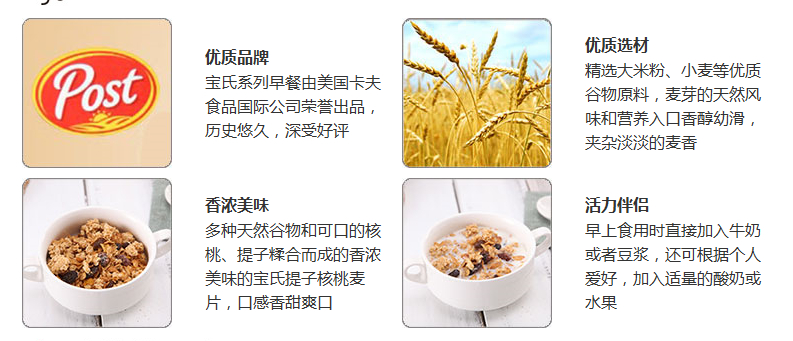 Post
优质品牌
宝氏系列早餐由美国卡夫
食品国际公司荣誉出品，
历史悠久，深受好评
优质选材
精选大米粉、小麦等优质
谷物原料，麦芽的天然风
味和营养入口香醇幼滑，
夹杂淡淡的麦香
香浓美味
多种天然谷物和可口的核
桃、提子糅合而成的香浓
美味的宝氏提子核桃麦
片，口感香甜爽口
活力伴侣
早上食用时直接加入牛奶
或者豆浆，还可根据个人
爱好，加入适量的酸奶或
水果